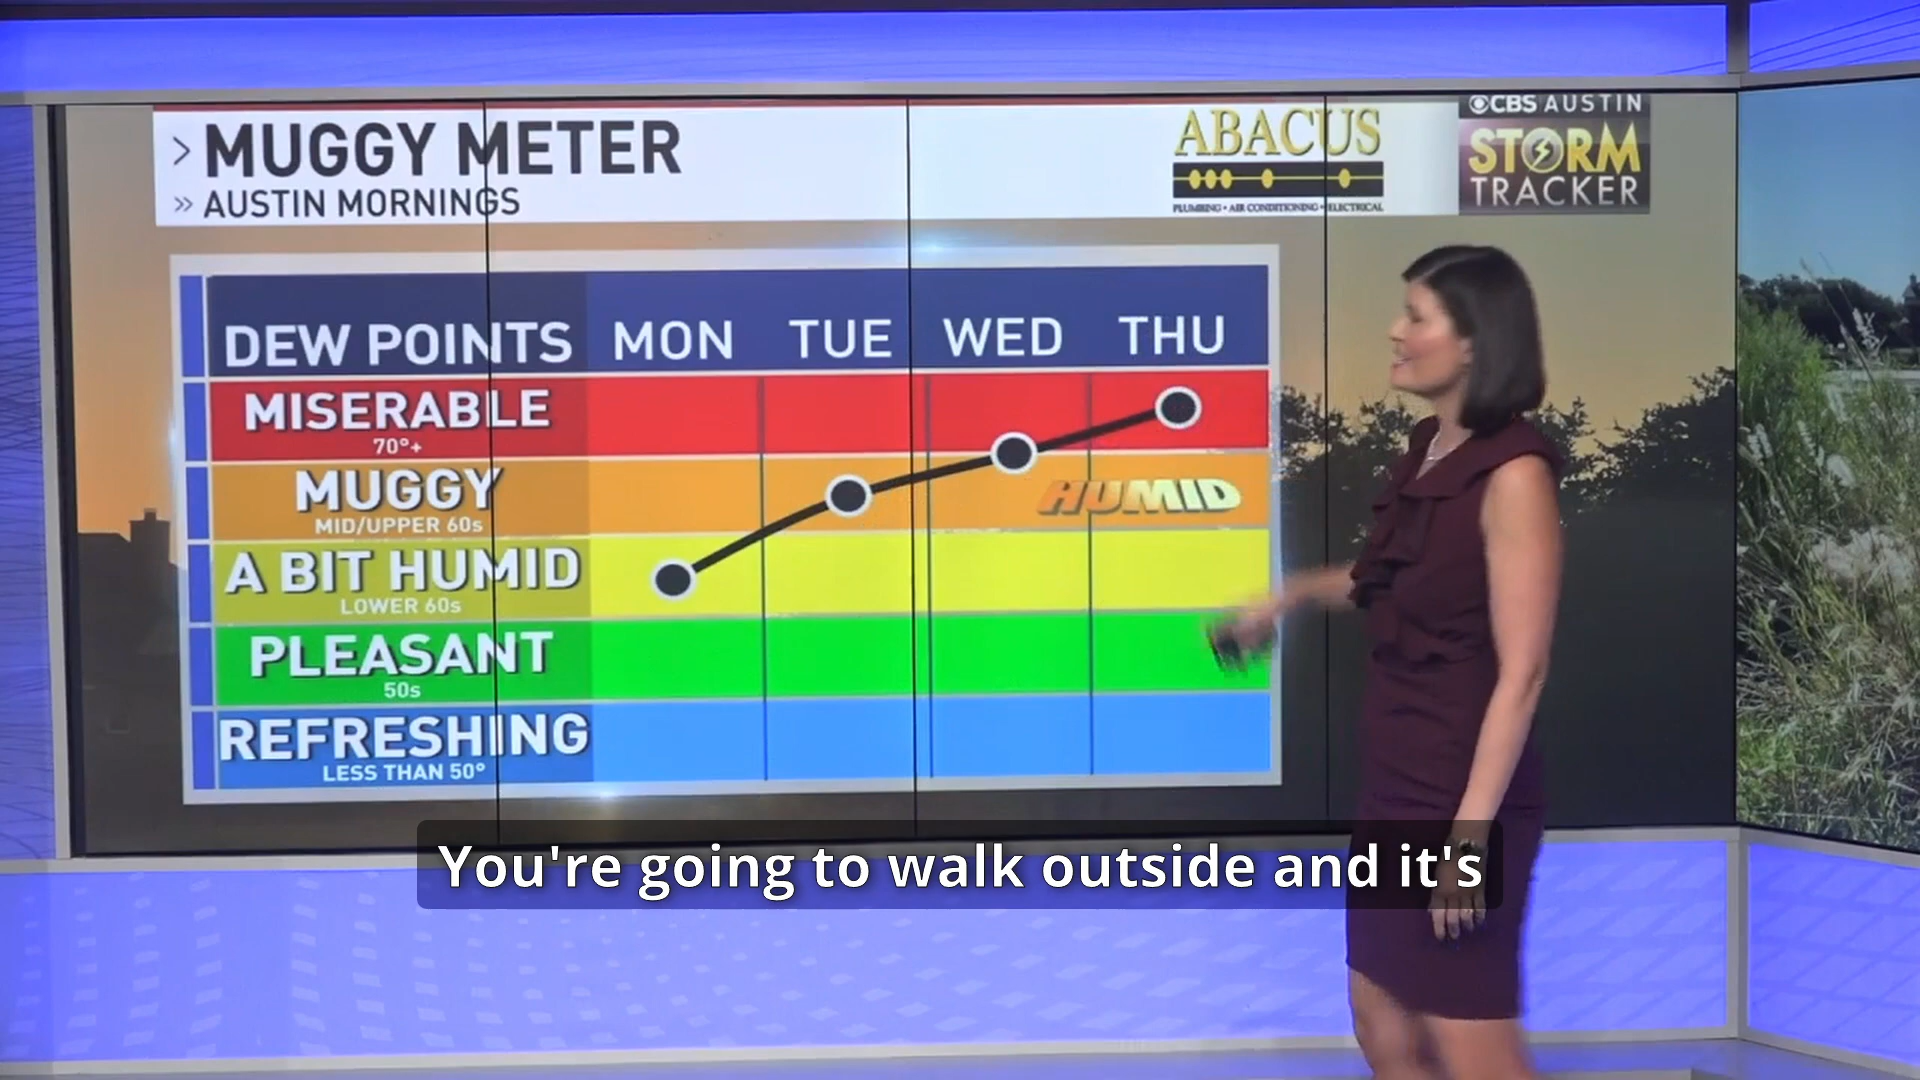 > MUGGY METER
» AUSTIN MORNINGS
ABACUS
PLUMBING • AIR CONDITIONING • ELECTRICAL
CBS AUSTIN
STORM
TRACKER
DEW POINTS MON TUE WED THU
MISERABLE
70°+
MUGGY
MID/UPPER 60s
HUMID
A BIT HUMID
LOWER 60s
PLEASANT
50s
REFRESHING
LESS THAN 50°
You're going to walk outside and it's